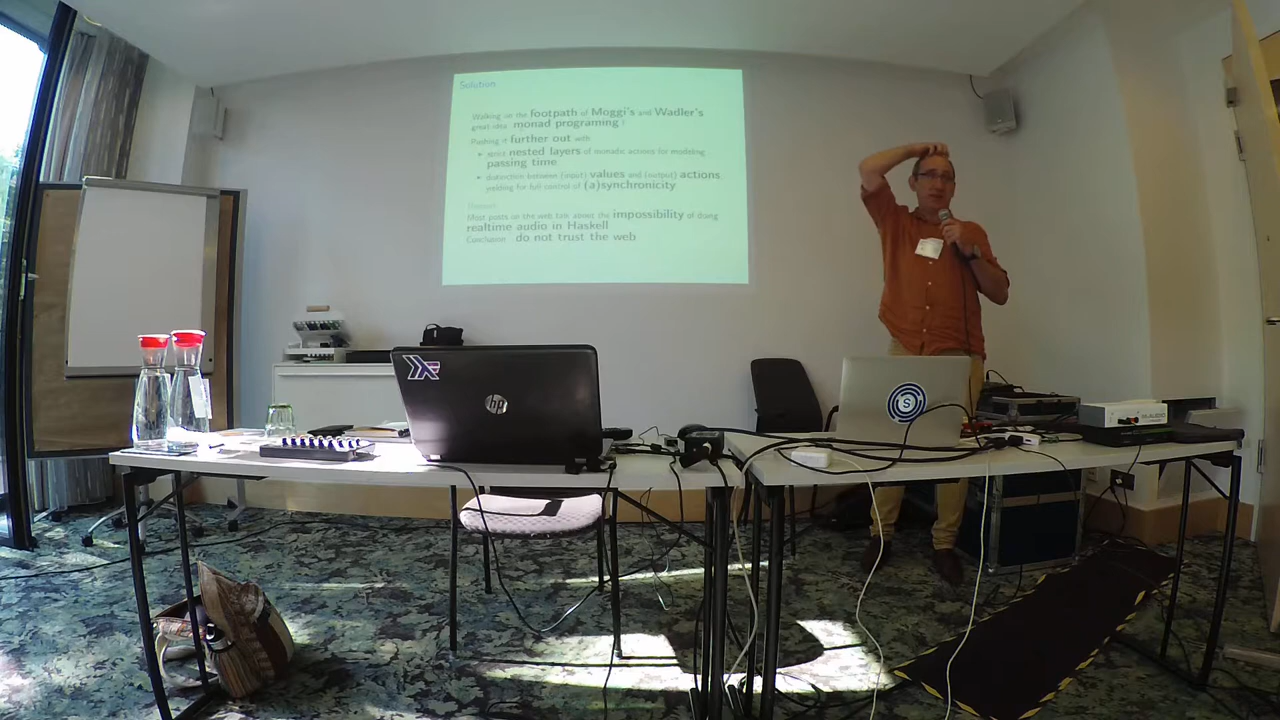 Solution
Walking on the footpath of Moggi's and Wadler's
great idea monad programing !
Pushing it further out with
nested layers of monadic actions for modeling
passing time
distinction between (input) values and (output) actions
yielding for full control of (a)synchronicity
Most posts on the web talk about the impossibility of doing
realtime audio in Haskell
Conclusion do not trust the web
hp
S
M-AUDIO